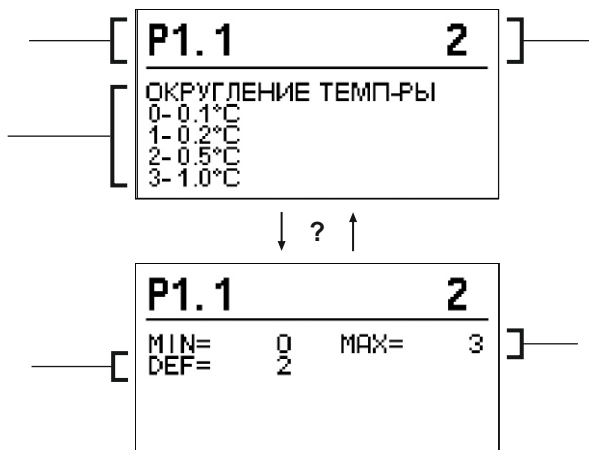 P1.1 2
ОКРУГЛЕНИЕ ТЕМП-РЫ
0- 0.1°C
1- 0.2°C
2- 0.5°C
3- 1.0°C
?
P1.1 2
MIN= 0 MAX= 3
DEF= 2